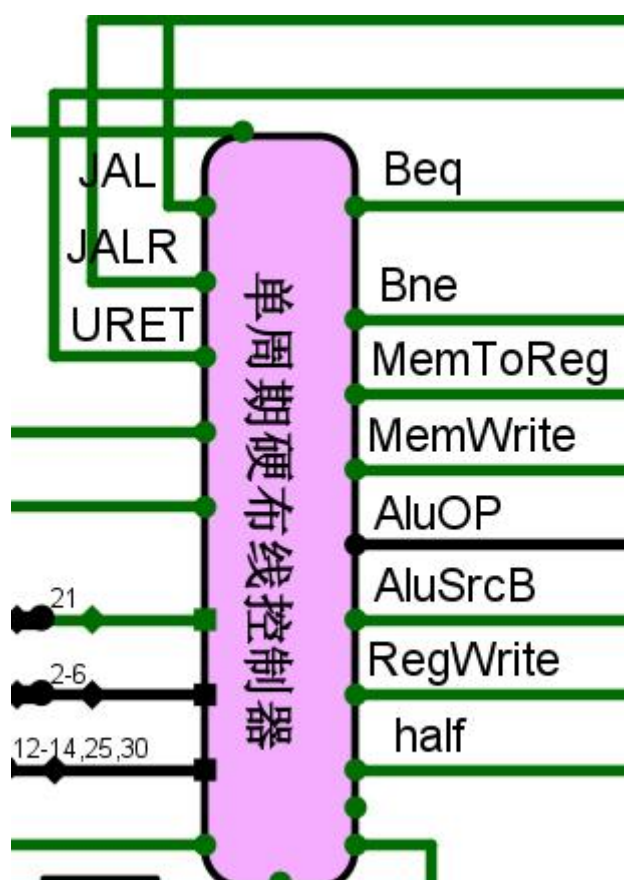 JAL
Beq
JALR
Bne
URET
MemToReg
MemWrite
AluOP
21
AluSrcB
2-6
RegWrite
12-14,25,30
half
单周期硬布线控制器